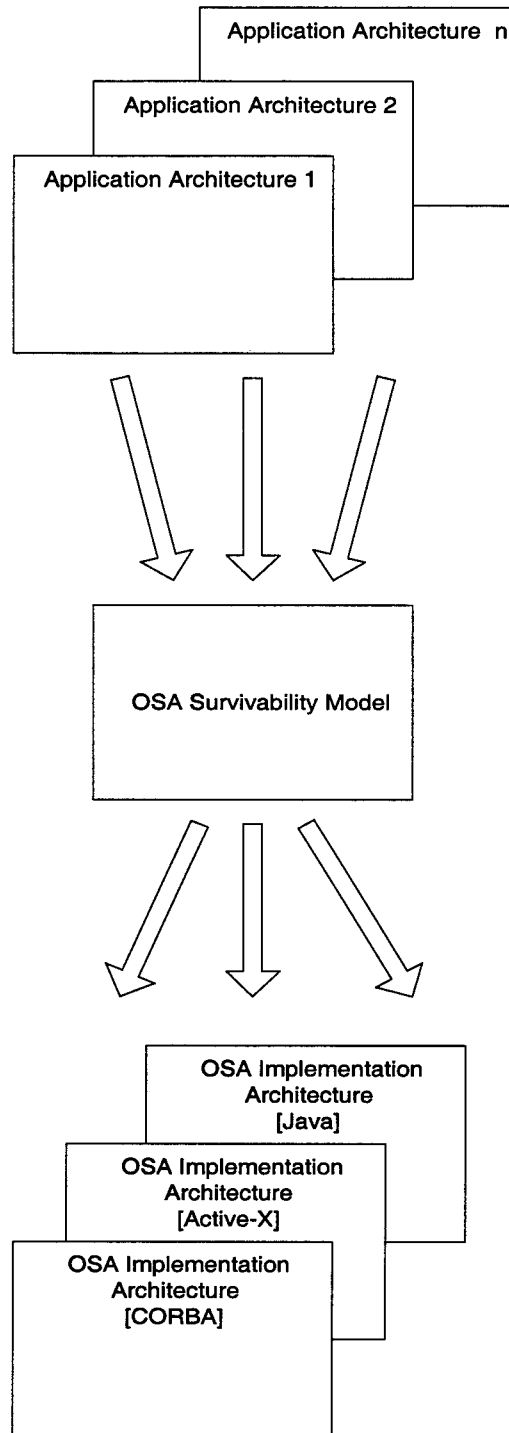 Application Architecture n
Application Architecture 2
Application Architecture 1
OSA Survivability Model
OSA Implementation
Architecture
[Java]
OSA Implementation
Architecture
[Active-X]
OSA Implementation
Architecture
[CORBA]